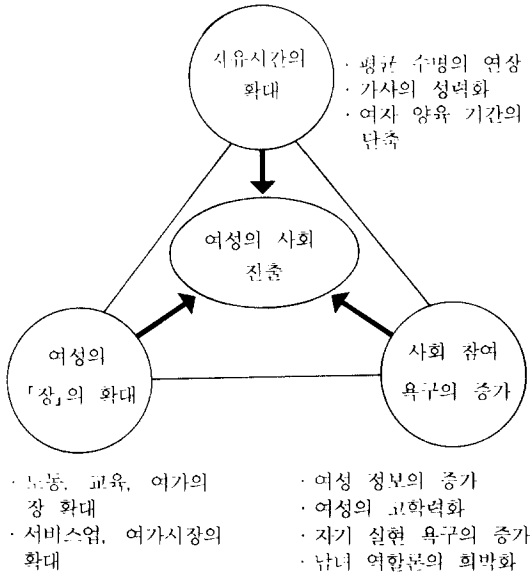 자유시간의
확대
· 평균 수명의 연장
· 가사의 성력화
· 여자 양육 기간의
단축
여성의 사회
진출
여성의
「장」의 확대
사회 참여
욕구의 증가
· 노동, 교육, 여가의
장 확대
· 서비스업, 여가시장의
확대
· 여성 정보의 증가
· 여성의 고학력화
· 자기 실현 욕구의 증가
· 남녀 역할론의 희박화